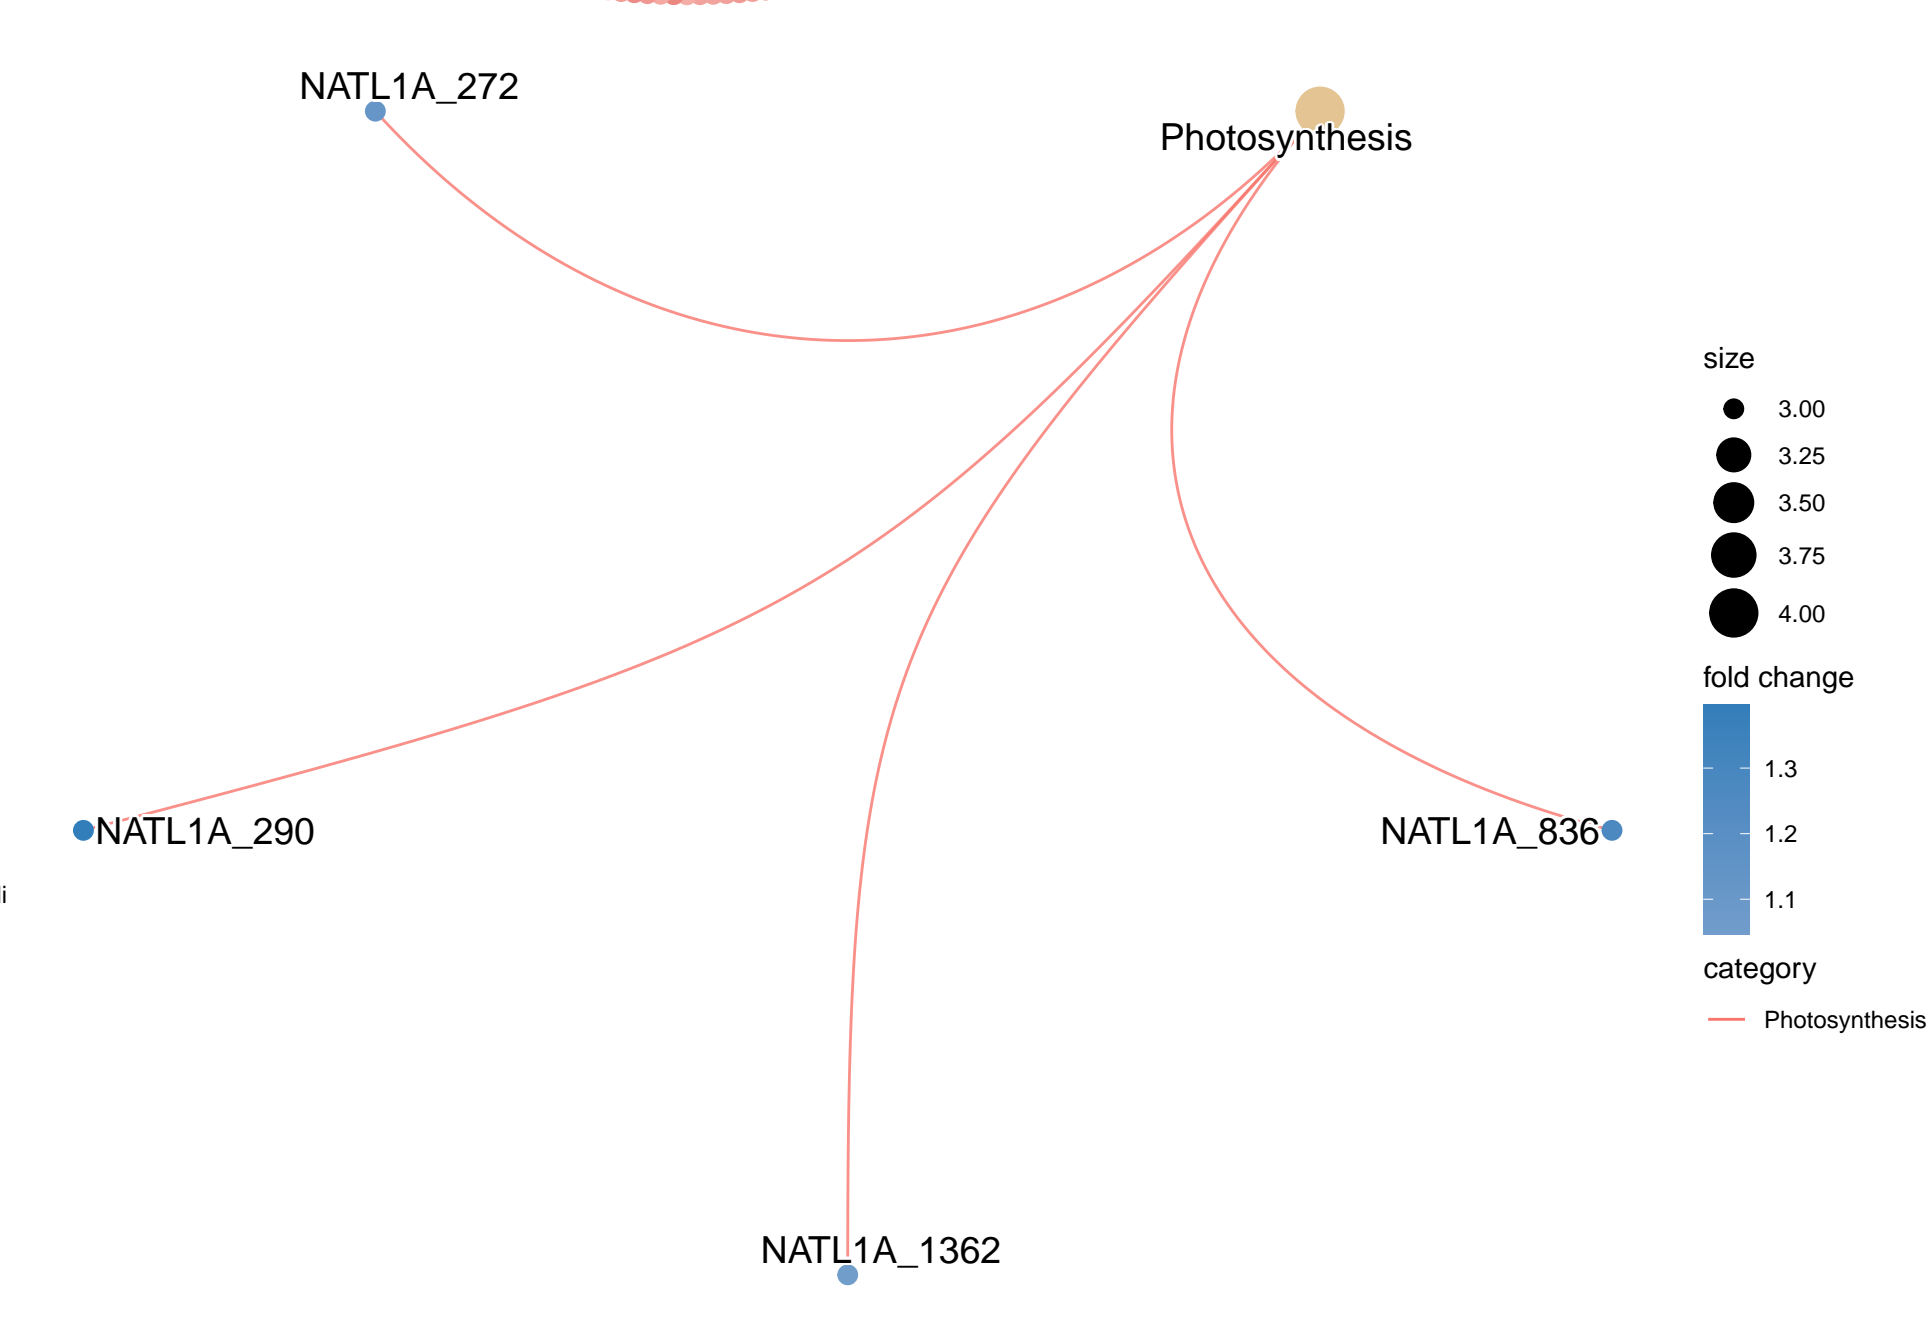 NATL1A_272
Photosynthesis
NATL1A_290
NATL1A_836
NATL1A_1362
size
3.00
3.25
3.50
3.75
4.00
fold change
1.3
1.2
1.1
category
Photosynthesis